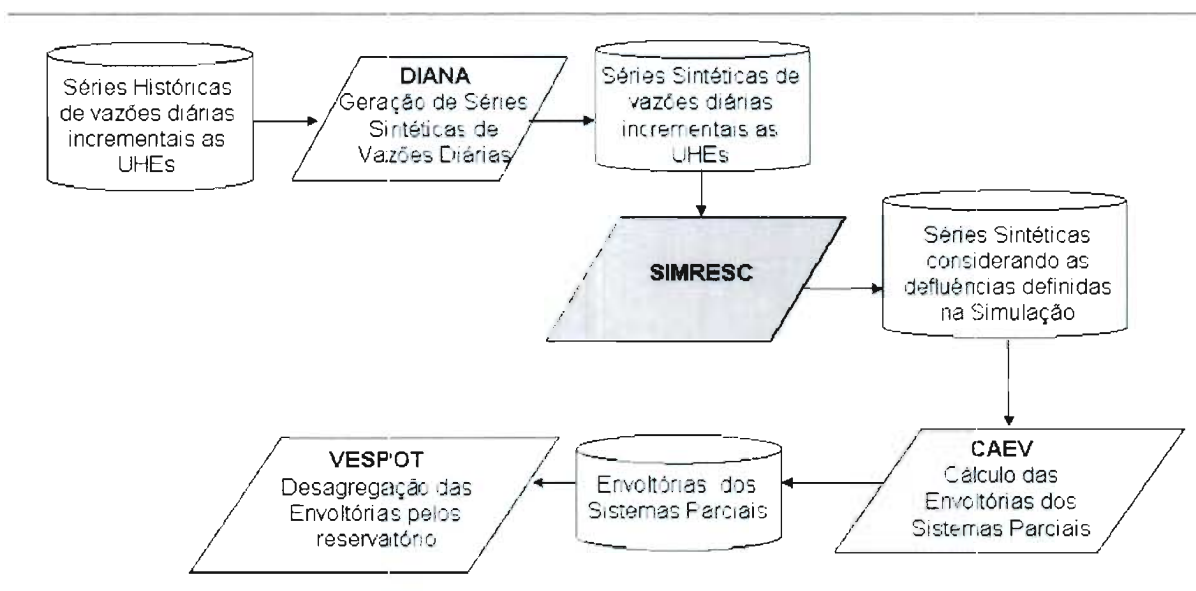 Séries Históricas
de vazões diárias
incrementais as
UHEs
DIANA
Geração de Séries
Sintéticas de
Vazões Diárias
Séries Sintéticas de
vazões diárias
incrementais as
UHEs
SIMRESC
Séries Sintéticas
considerando as
defluências definidas
na Simulação
VESPOT
Desagregação das
Envoltórias pelos
reservaitório
Envoltórias dos
Sistemas Parciais
CAEV
Cálculo das
Envoltórias dos
Sistemas Parciais